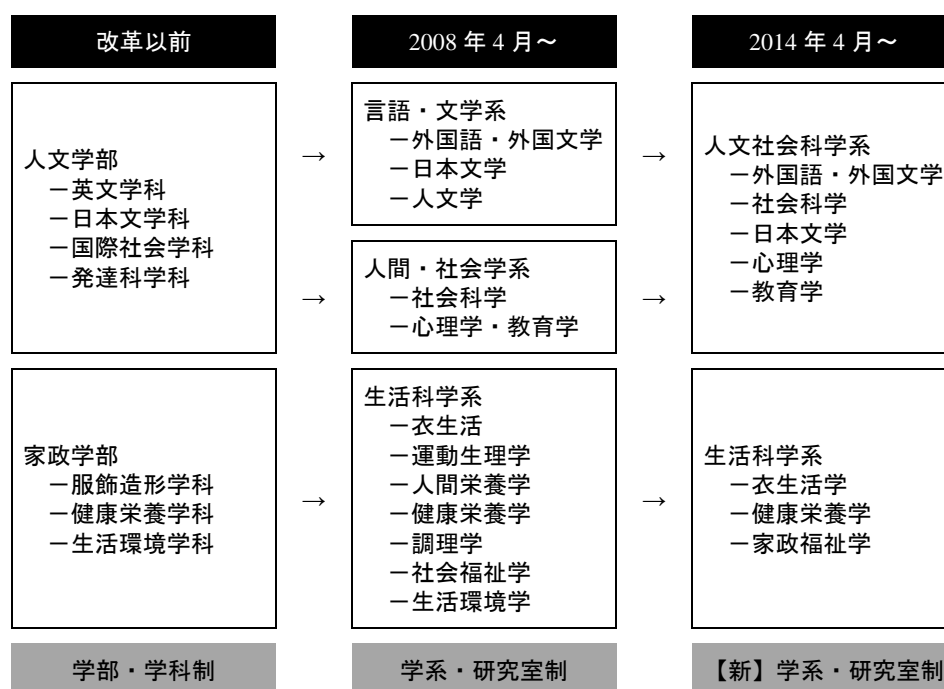 改革以前
2008 年 4 月～
2014 年 4 月～
人文学部
－英文学科
－日本文学科
－国際社会学科
－発達科学科
→
→
言語・文学系
－外国語・外国文学
－日本文学
－人文学
人間・社会学系
－社会科学
－心理学・教育学
→
→
人文社会科学系
－外国語・外国文学
－社会科学
－日本文学
－心理学
－教育学
家政学部
－服飾造形学科
－健康栄養学科
－生活環境学科
→
生活科学系
－衣生活
－運動生理学
－人間栄養学
－健康栄養学
－調理学
－社会福祉学
－生活環境学
→
生活科学系
－衣生活学
－健康栄養学
－家政福祉学
学部・学科制
学系・研究室制
【新】学系・研究室制